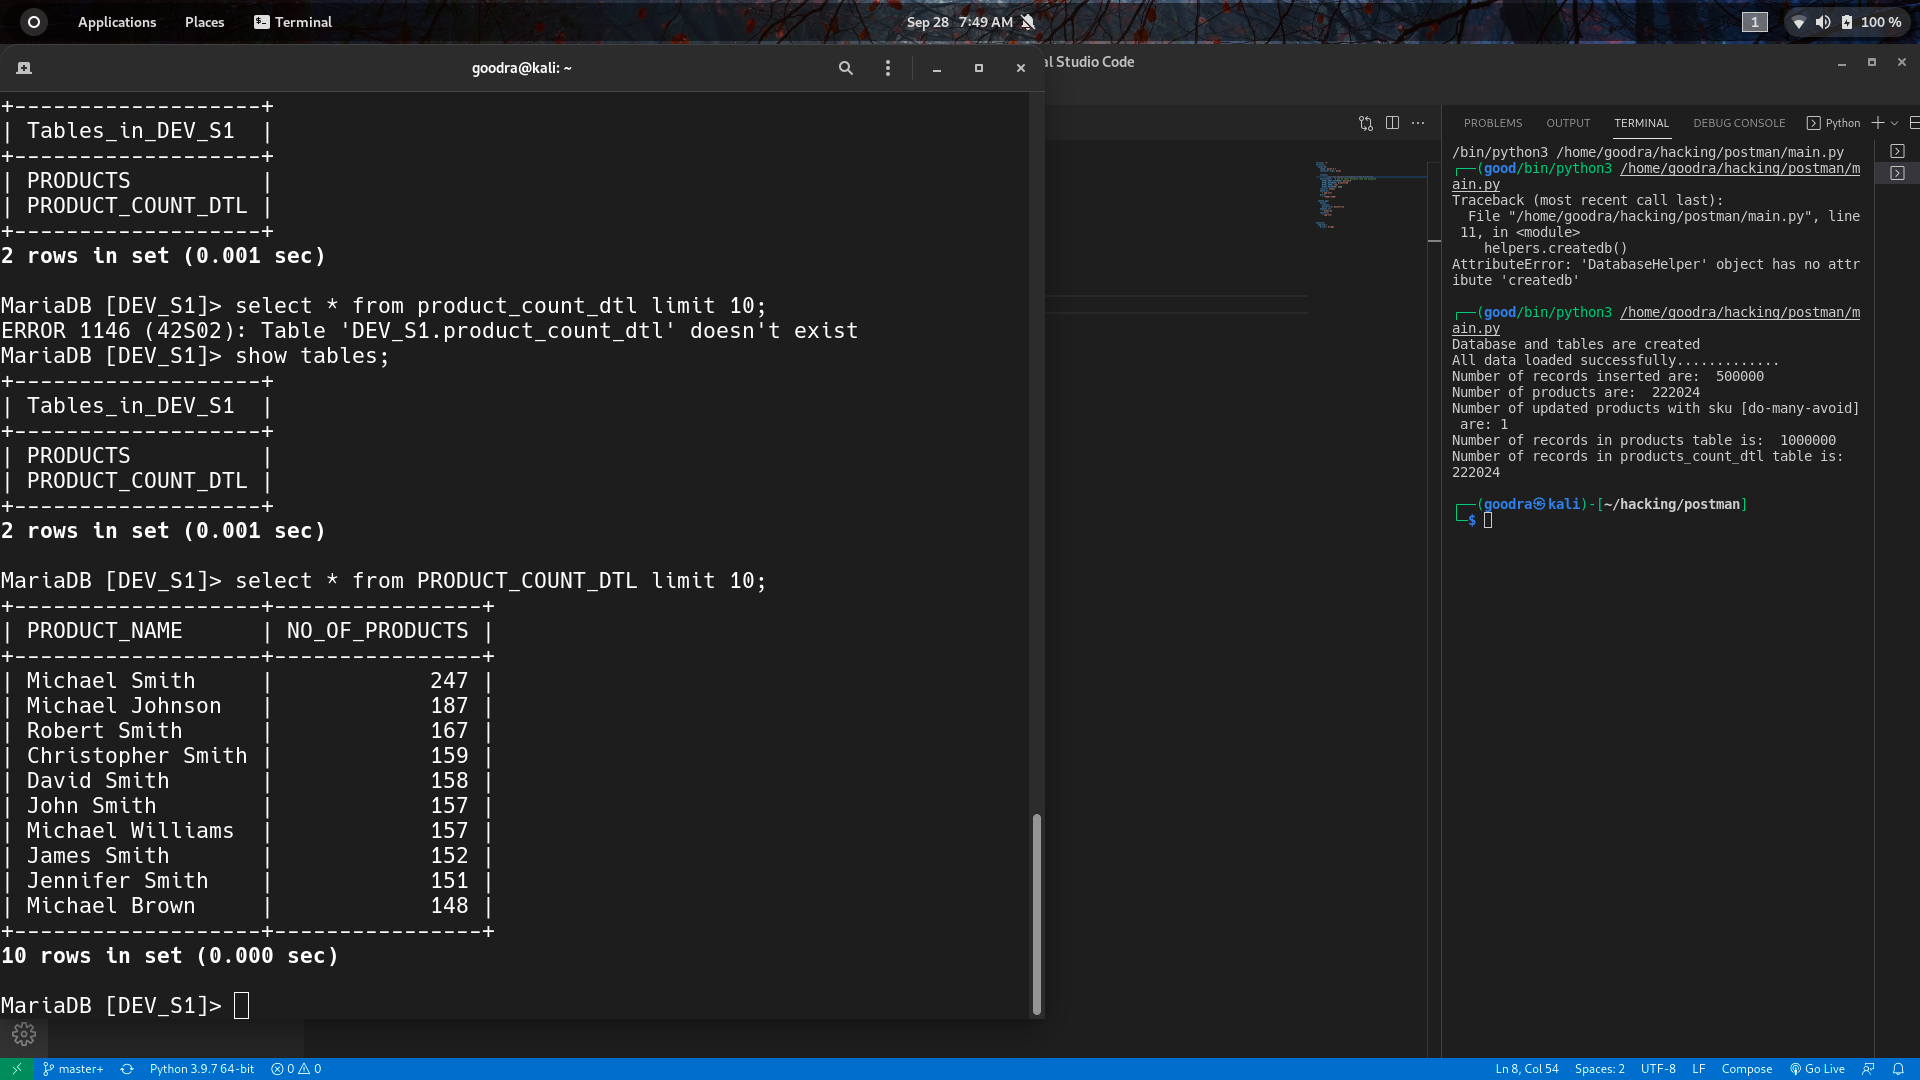 Applications Places Terminal Sep 28 7:49 AM 1 100 %
goodra@kali: ~
al Studio Code
+-------------------+
| Tables_in_DEV_S1  |
+-------------------+
| PRODUCTS          |
| PRODUCT_COUNT_DTL |
+-------------------+
2 rows in set (0.001 sec)
MariaDB [DEV_S1]> select * from product_count_dtl limit 10;
ERROR 1146 (42S02): Table 'DEV_S1.product_count_dtl' doesn't exist
MariaDB [DEV_S1]> show tables;
+-------------------+
| Tables_in_DEV_S1  |
+-------------------+
| PRODUCTS          |
| PRODUCT_COUNT_DTL |
+-------------------+
2 rows in set (0.001 sec)
MariaDB [DEV_S1]> select * from PRODUCT_COUNT_DTL limit 10;
+-------------------+----------------+
| PRODUCT_NAME      | NO_OF_PRODUCTS |
+-------------------+----------------+
| Michael Smith     |            247 |
| Michael Johnson   |            187 |
| Robert Smith      |            167 |
| Christopher Smith |            159 |
| David Smith       |            158 |
| John Smith        |            157 |
| Michael Williams  |            157 |
| James Smith       |            152 |
| Jennifer Smith    |            151 |
| Michael Brown     |            148 |
+-------------------+----------------+
10 rows in set (0.000 sec)
MariaDB [DEV_S1]>
PROBLEMS OUTPUT TERMINAL DEBUG CONSOLE Python
/bin/python3 /home/goodra/hacking/postman/main.py
┌──(good/bin/python3 /home/goodra/hacking/postman/m
ain.py
Traceback (most recent call last):
  File "/home/goodra/hacking/postman/main.py", line
 11, in <module>
    helpers.createdb()
AttributeError: 'DatabaseHelper' object has no attr
ibute 'createdb'
┌──(good/bin/python3 /home/goodra/hacking/postman/m
ain.py
Database and tables are created
All data loaded successfully.............
Number of records inserted are:  500000
Number of products are:  222024
Number of updated products with sku [do-many-avoid]
 are: 1
Number of records in products table is:  1000000
Number of records in products_count_dtl table is:
222024
┌──(goodra㉿kali)-[~/hacking/postman]
└─$
master+ Python 3.9.7 64-bit 0 0 Ln 8, Col 54 Spaces: 2 UTF-8 LF Compose Go Live